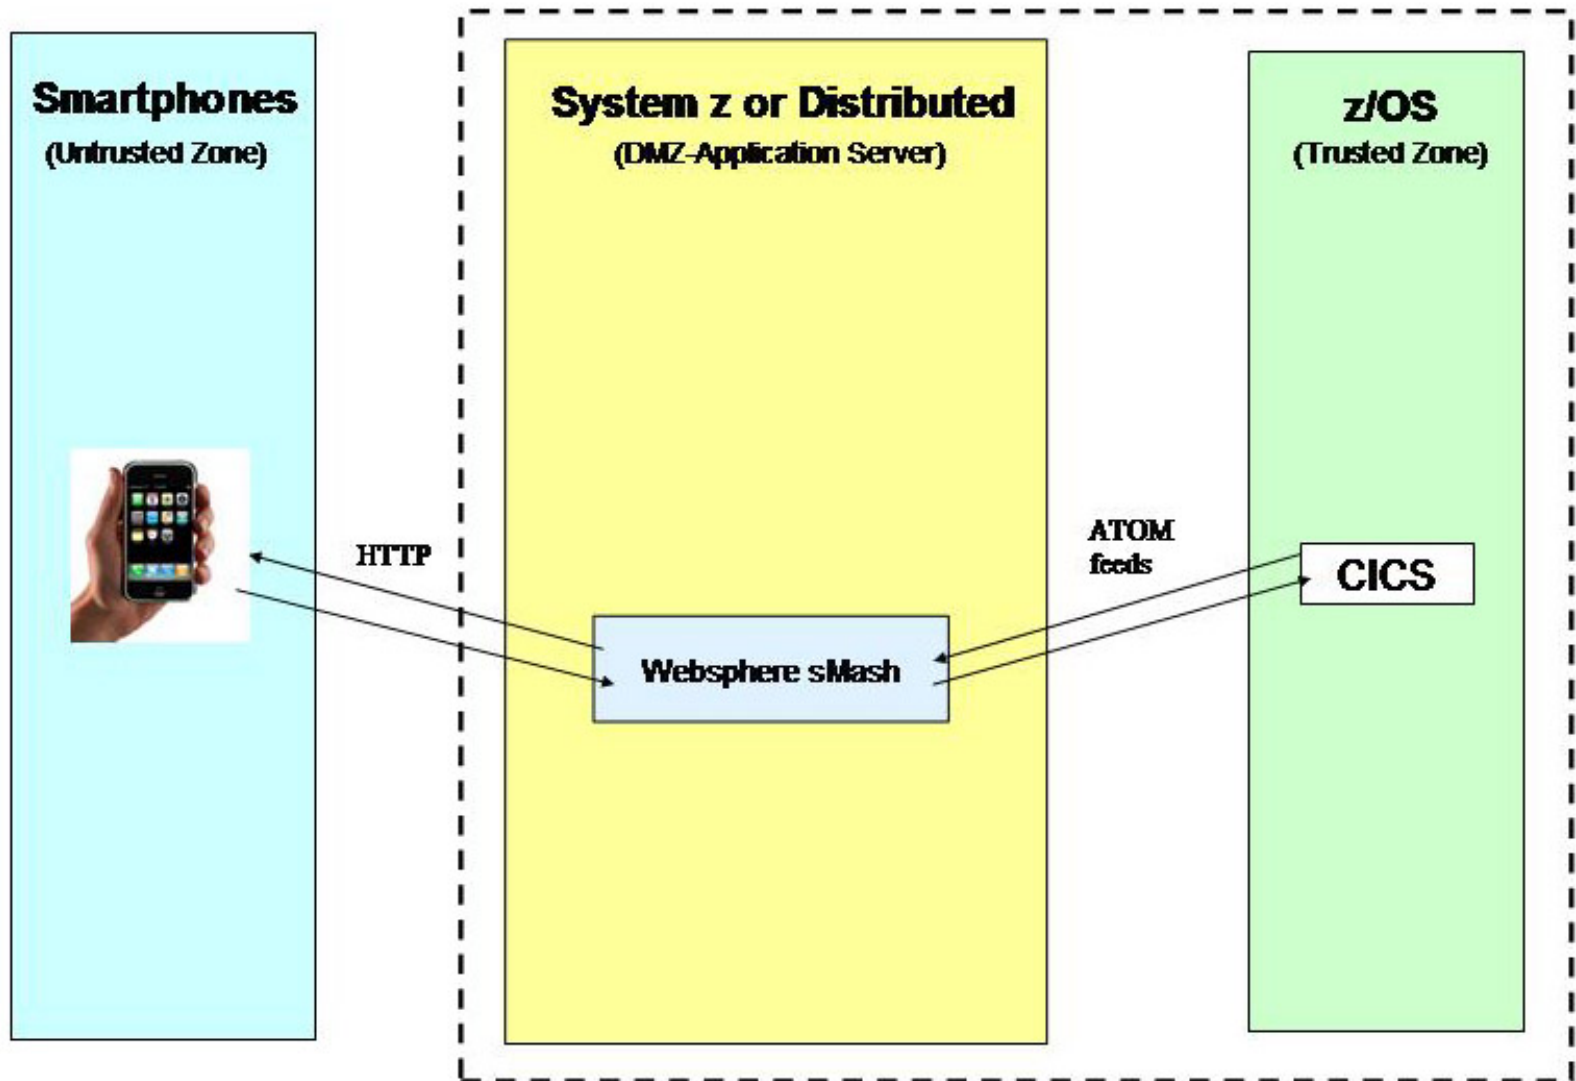 Smartphones
(Untrusted Zone)
System z or Distributed
(DMZ-Application Server)
z/OS
(Trusted Zone)
HTTP
ATOM
feeds
CICS
Websphere sMash